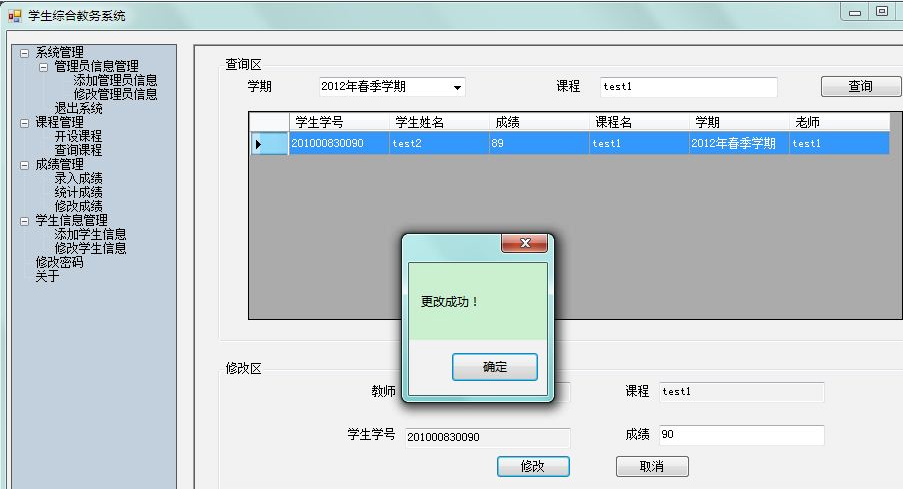 学生综合教务系统
系统管理
管理员信息管理
添加管理员信息
修改管理员信息
退出系统
课程管理
开设课程
查询课程
成绩管理
录入成绩
统计成绩
修改成绩
学生信息管理
添加学生信息
修改学生信息
修改密码
关于
查询区
学期 2012年春季学期 课程 test1 查询
学生学号 学生姓名 成绩 课程名 学期 老师
201000830090 test2 89 test1 2012年春季学期 test1
更改成功！
确定
修改区
教师 课程 test1
学生学号 201000830090 成绩 90
修改 取消